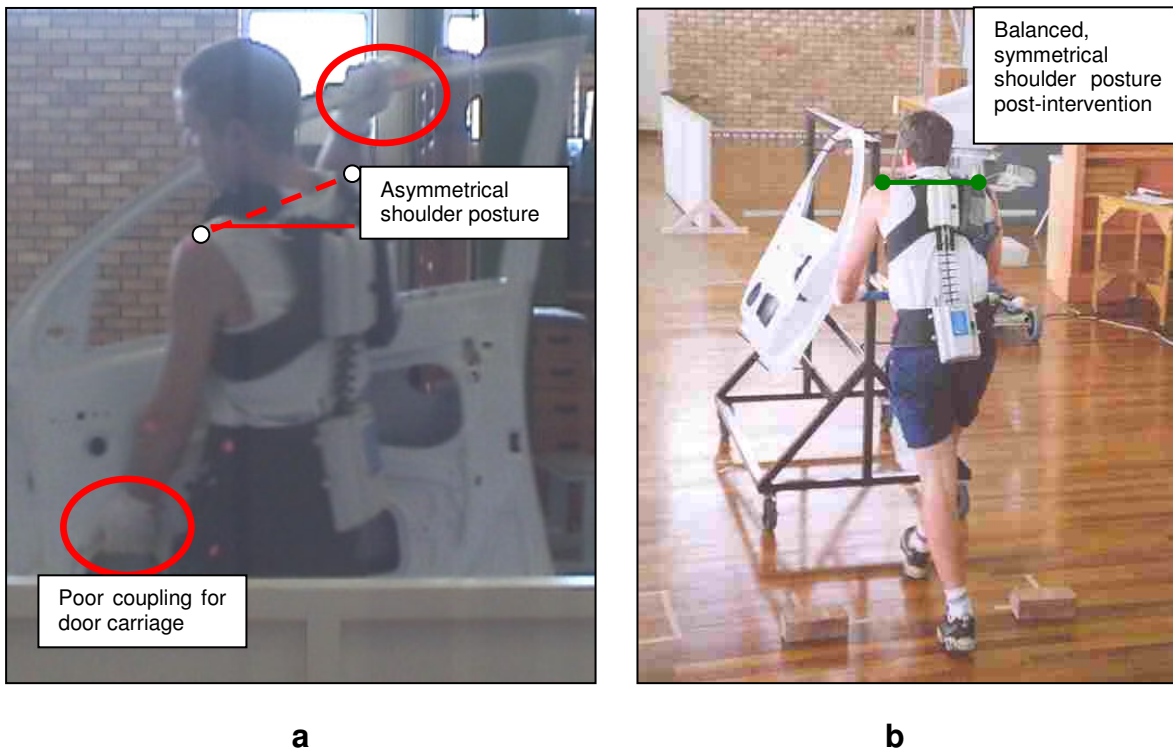 Asymmetrical
shoulder posture
Poor coupling for
door carriage
Balanced,
symmetrical
shoulder posture
post-intervention
a
b